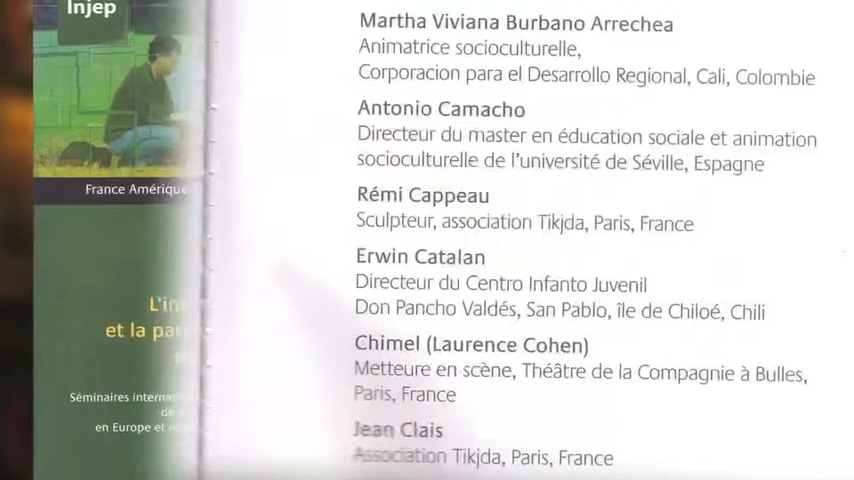 Injep
France Amérique
L'in
et la par
Séminaires interna
de
en Europe et
Martha Viviana Burbano Arrechea
Animatrice socioculturelle,
Corporacion para el Desarrollo Regional, Cali, Colombie
Antonio Camacho
Directeur du master en éducation sociale et animation
socioculturelle de l'université de Séville, Espagne
Rémi Cappeau
Sculpteur, association Tikjda, Paris, France
Erwin Catalan
Directeur du Centro Infanto Juvenil
Don Pancho Valdés, San Pablo, île de Chiloé, Chili
Chimel (Laurence Cohen)
Metteure en scène, Théâtre de la Compagnie à Bulles,
Paris, France
Jean Clais
Association Tikjda, Paris, France